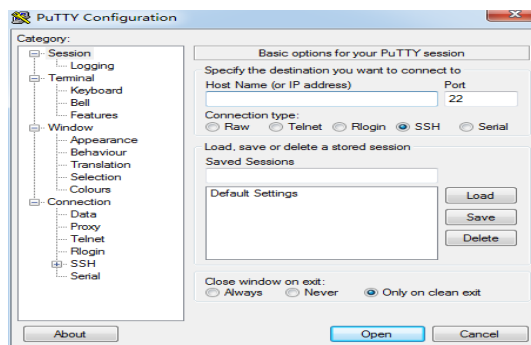 PuTTY Configuration
Category:
Session
Logging
Terminal
Keyboard
Bell
Features
Window
Appearance
Behaviour
Translation
Selection
Colours
Connection
Data
Proxy
Telnet
Rlogin
SSH
Serial
Basic options for your PuTTY session
Specify the destination you want to connect to
Host Name (or IP address) Port
22
Connection type:
Raw Telnet Rlogin SSH Serial
Load, save or delete a stored session
Saved Sessions
Default Settings
Load
Save
Delete
Close window on exit:
Always Never Only on clean exit
About Open Cancel